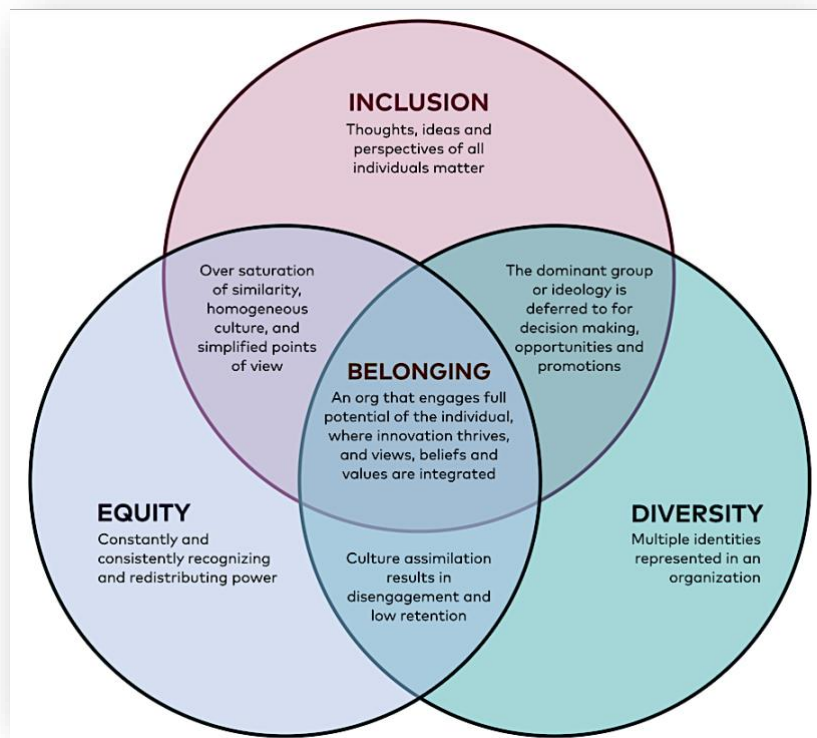 INCLUSION
Thoughts, ideas and
perspectives of all
individuals matter
Over saturation
of similarity,
homogeneous
culture, and
simplified points
of view
The dominant group
or ideology is
deferred to for
decision making,
opportunities and
promotions
BELONGING
An org that engages full
potential of the individual,
where innovation thrives,
and views, beliefs and
values are integrated
EQUITY
Constantly and
consistently recognizing
and redistributing power
Culture assimilation
results in
disengagement and
low retention
DIVERSITY
Multiple identities
represented in an
organization